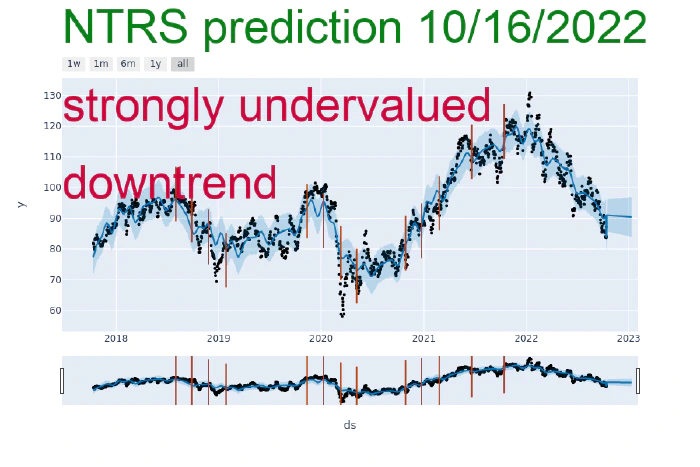 NTRS prediction 10/16/2022
1w 1m 6m 1y all
130
strongly undervalued
120
110
downtrend
100
90
80
70
60
y
2018 2019 2020 2021 2022 2023
ds